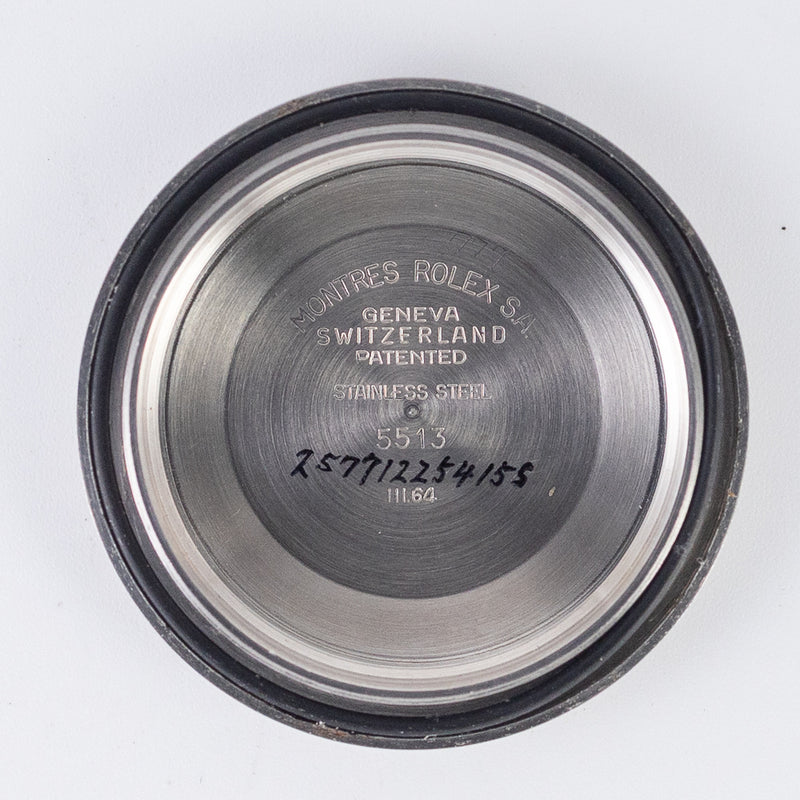 MONTRES ROLEX S.A.
GENEVA
SWITZERLAND
PATENTED
STAINLESS STEEL
5513
257712254155
III.64